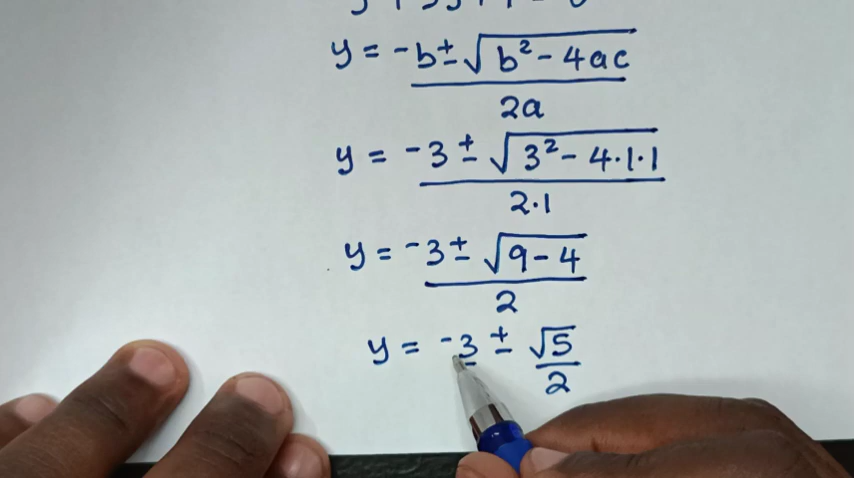 y = -b ± √(b² - 4ac) / 2a
y = -3 ± √(3² - 4·1·1) / 2·1
y = -3 ± √(9 - 4) / 2
y = -3 ± √5 / 2